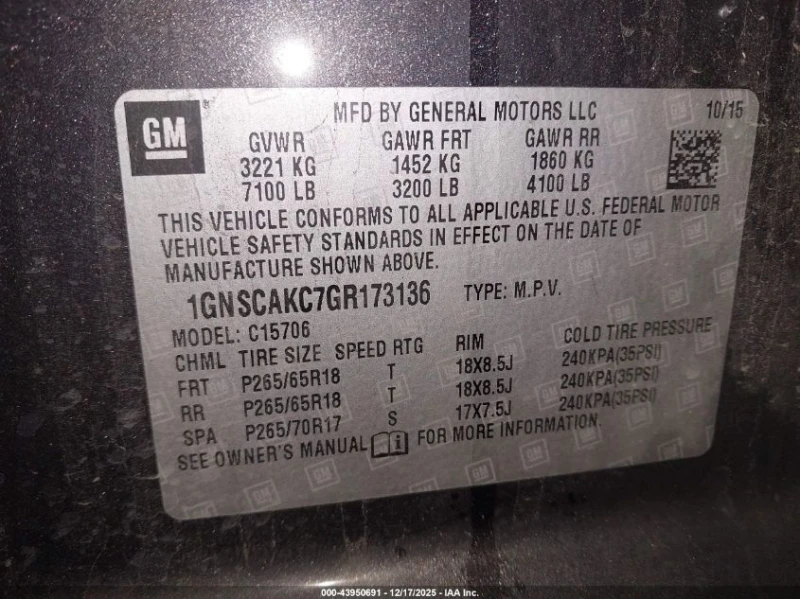 GM
MFD BY GENERAL MOTORS LLC 10/15
GVWR GAWR FRT GAWR RR
3221 KG 1452 KG 1860 KG
7100 LB 3200 LB 4100 LB
THIS VEHICLE CONFORMS TO ALL APPLICABLE U.S. FEDERAL MOTOR
VEHICLE SAFETY STANDARDS IN EFFECT ON THE DATE OF
MANUFACTURE SHOWN ABOVE.
1GNSCAKC7GR173136 TYPE: M.P.V.
MODEL: C15706
CHML TIRE SIZE SPEED RTG RIM COLD TIRE PRESSURE
FRT P265/65R18 T 18X8.5J 240KPA(35PSI)
RR P265/65R18 T 18X8.5J 240KPA(35PSI)
SPA P265/70R17 S 17X7.5J 240KPA(35PSI)
SEE OWNER'S MANUAL FOR MORE INFORMATION.
000-43950691 - 12/17/2025 - IAA Inc.